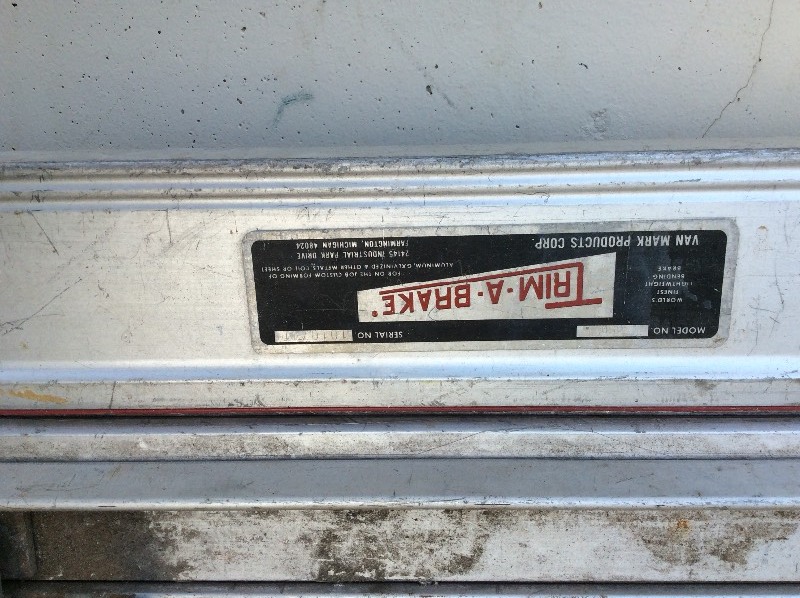 MODEL NO.
SERIAL NO.
WORLD'S
FINEST
LIGHTWEIGHT
BENDING
BRAKE
TRIM-A-BRAKE®
FOR ON THE JOB CUSTOM FORMING OF
ALUMINUM, GALVINIZED & OTHER METALS, COIL OR SHEET
VAN MARK PRODUCTS CORP.
24145 INDUSTRIAL PARK DRIVE
FARMINGTON, MICHIGAN 48024